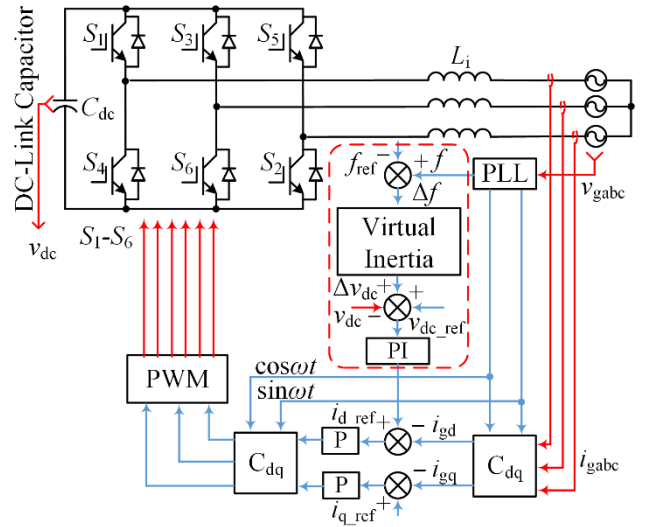 S1 S3 S5
Li
DC-Link Capacitor
Cdc
S4 S6 S2
fref − + f PLL
vgabc
Δf
vdc
S1-S6
Virtual
Inertia
Δvdc + +
vdc − vdc_ref
PI
cosωt
PWM
sinωt
id_ref + − igd
P
Cdq
Cdq
igabc
P
− igq
iq_ref +